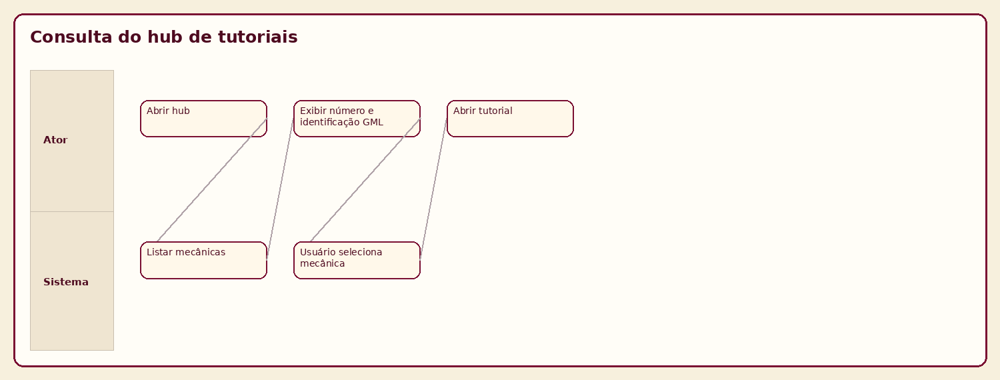 Consulta do hub de tutoriais
Ator
Abrir hub
Exibir número e
identificação GML
Abrir tutorial
Sistema
Listar mecânicas
Usuário seleciona
mecânica